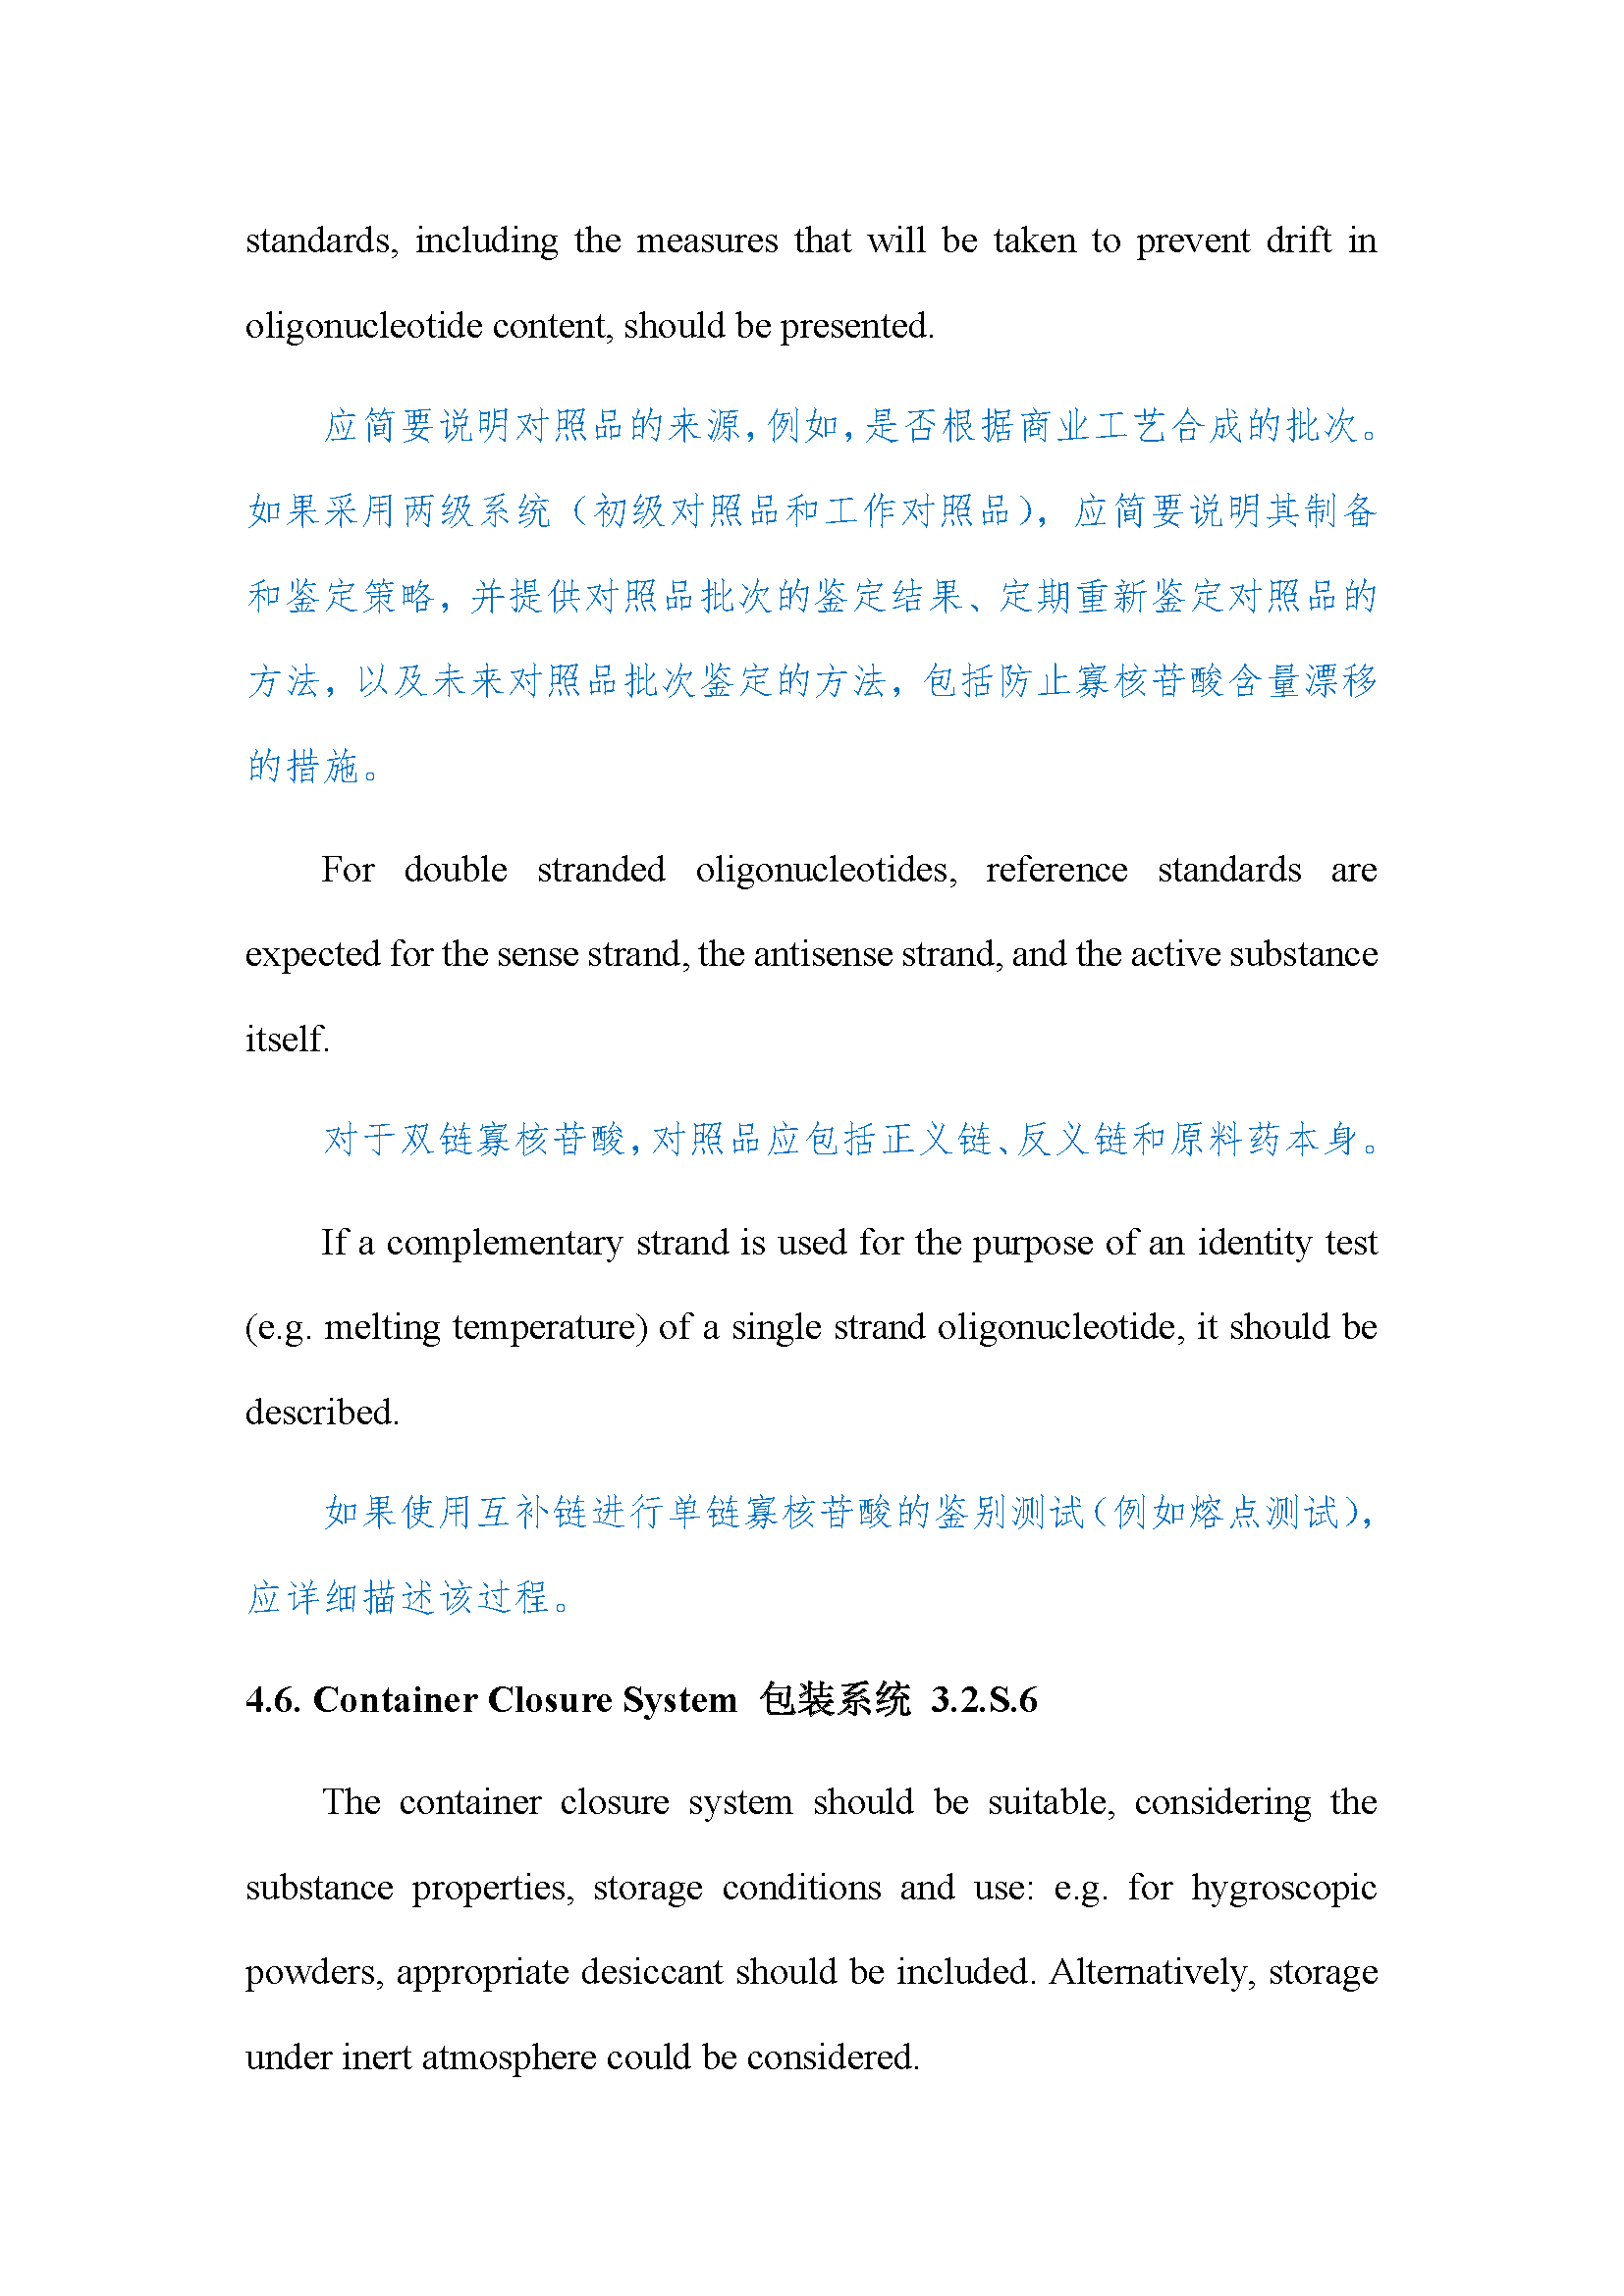 standards, including the measures that will be taken to prevent drift in
oligonucleotide content, should be presented.
应简要说明对照品的来源，例如，是否根据商业工艺合成的批次。
如果采用两级系统（初级对照品和工作对照品），应简要说明其制备
和鉴定策略，并提供对照品批次的鉴定结果、定期重新鉴定对照品的
方法，以及未来对照品批次鉴定的方法，包括防止寡核苷酸含量漂移
的措施。
For double stranded oligonucleotides, reference standards are
expected for the sense strand, the antisense strand, and the active substance
itself.
对于双链寡核苷酸，对照品应包括正义链、反义链和原料药本身。
If a complementary strand is used for the purpose of an identity test
(e.g. melting temperature) of a single strand oligonucleotide, it should be
described.
如果使用互补链进行单链寡核苷酸的鉴别测试（例如熔点测试），
应详细描述该过程。
4.6. Container Closure System 包装系统 3.2.S.6
The container closure system should be suitable, considering the
substance properties, storage conditions and use: e.g. for hygroscopic
powders, appropriate desiccant should be included. Alternatively, storage
under inert atmosphere could be considered.